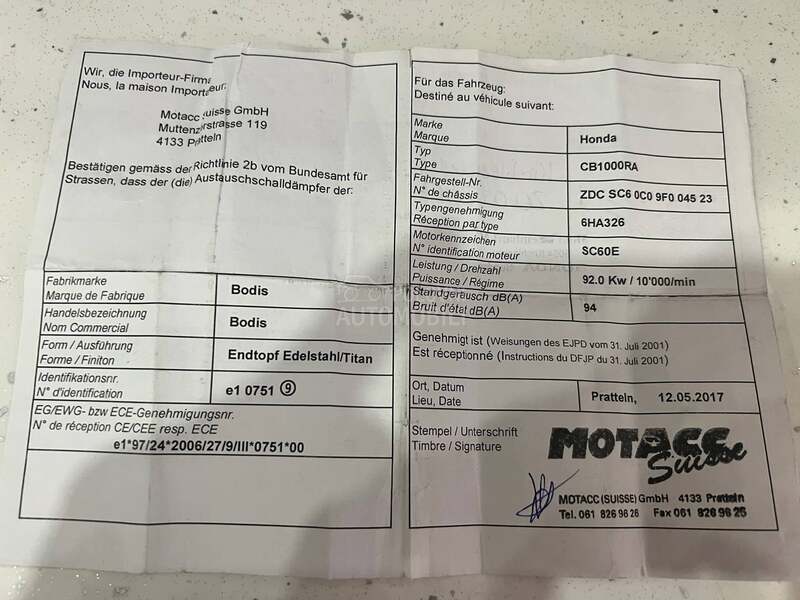 Wir, die Importeur-Firma
Nous, la maison Importateur:
Motacc (Suisse GmbH
Muttenzerstrasse 119
4133 Pratteln
Bestätigen gemäss der Richtlinie 2b vom Bundesamt für
Strassen, dass der (die) Austauschschalldämpfer der:
Fabrikmarke
Marque de Fabrique
Bodis
Handelsbezeichnung
Nom Commercial
Bodis
Form / Ausführung
Forme / Finiton
Endtopf Edelstahl/Titan
Identifikationsnr.
N° d'identification
e1 0751 ⑨
EG/EWG- bzw ECE-Genehmigungsnr.
N° de réception CE/CEE resp. ECE
e1*97/24*2006/27/9/III*0751*00
Für das Fahrzeug:
Destiné au véhicule suivant:
Marke
Marque
Honda
Typ
Type
CB1000RA
Fahrgestell-Nr.
N° de châssis
ZDC SC6 0C0 9F0 045 23
Typengenehmigung
Réception par type
6HA326
Motorkennzeichen
N° identification moteur
SC60E
Leistung / Drehzahl
Puissance / Régime
92.0 Kw / 10'000/min
Standgerbusch dB(A)
Bruit d'état dB(A)
94
Genehmigt ist (Weisungen des EJPD vom 31. Juli 2001)
Est réceptionné (Instructions du DFJP du 31. Juli 2001)
Ort, Datum
Lieu, Date
Pratteln, 12.05.2017
Stempel / Unterschrift
Timbre / Signature
MOTACC
Suisse
MOTACC (SUISSE) GmbH 4133 Pratteln
Tel. 061 826 96 26 Fax 061 826 96 25
AUTOMOBILI